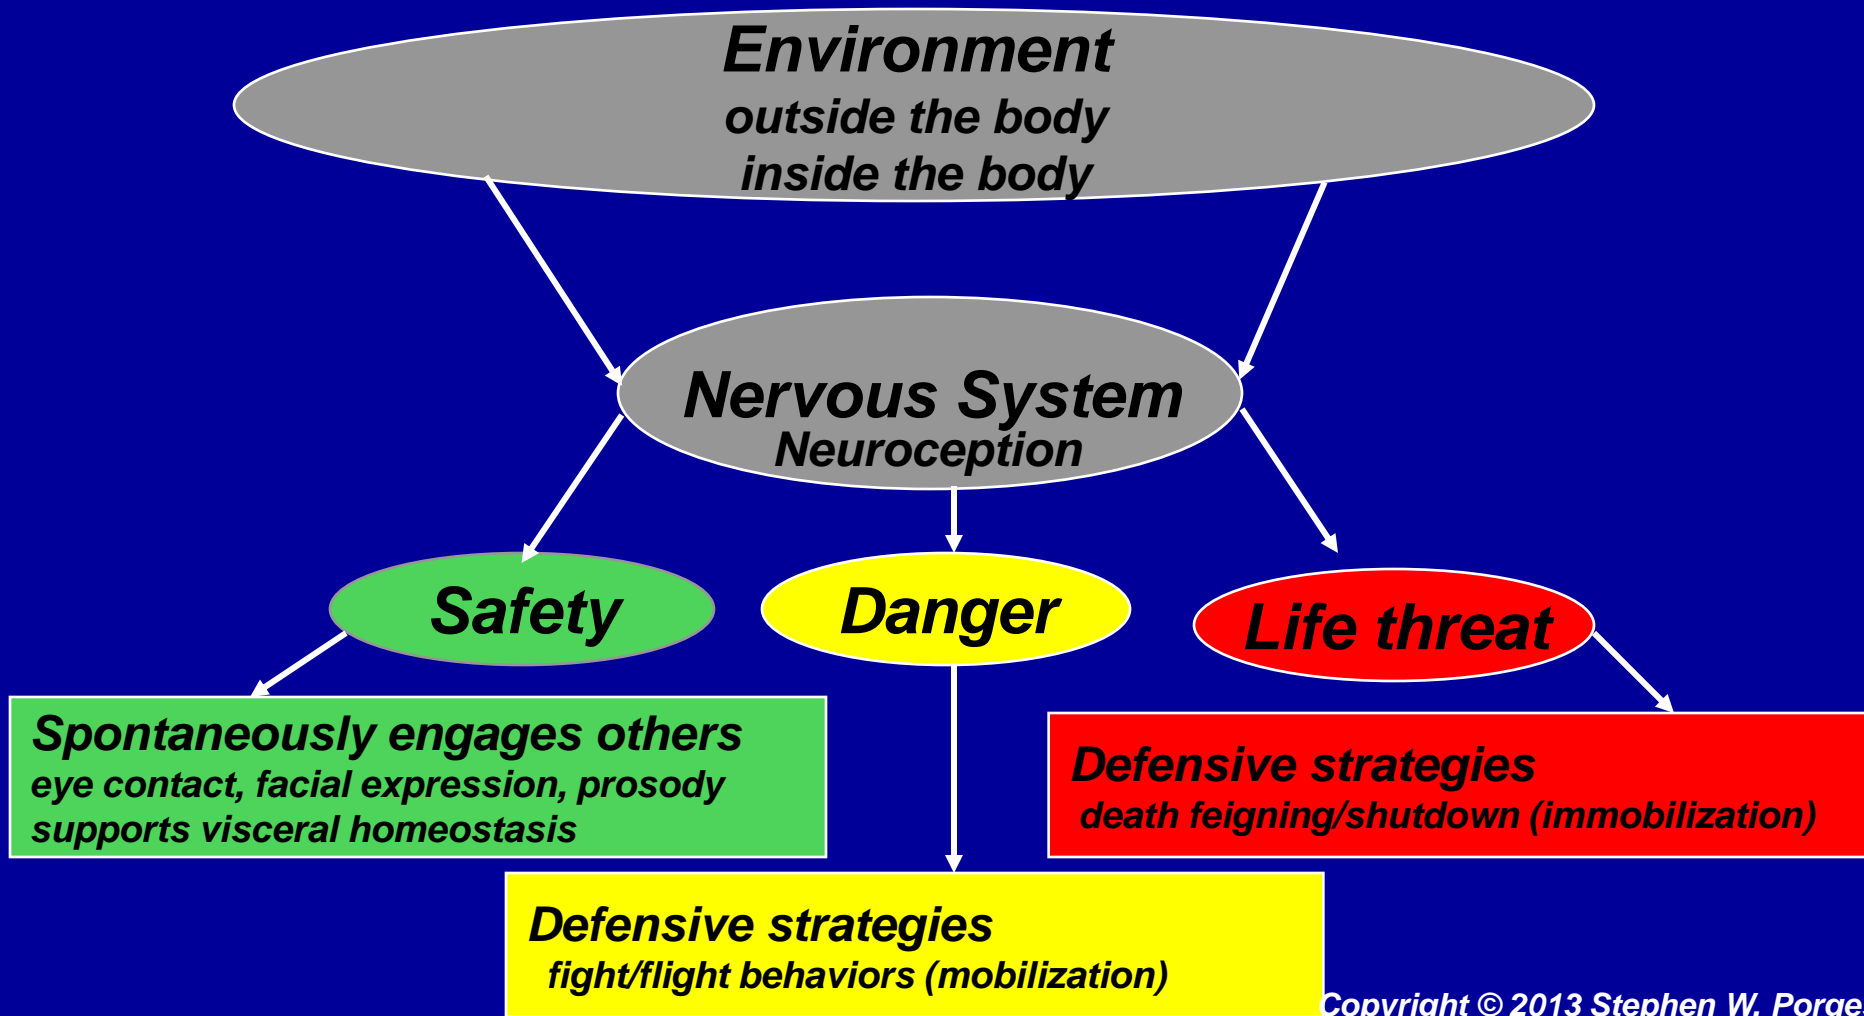 Environment
outside the body
inside the body
Nervous System
Neuroception
Safety
Danger
Life threat
Spontaneously engages others
eye contact, facial expression, prosody
supports visceral homeostasis
Defensive strategies
death feigning/shutdown (immobilization)
Defensive strategies
fight/flight behaviors (mobilization)
Copyright © 2013 Stephen W. Porges